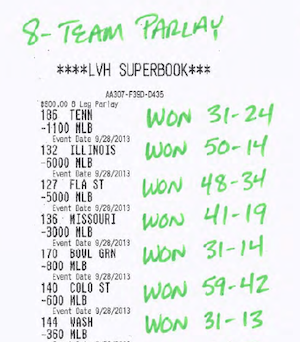 8-TEAM PARLAY
****LVH SUPERBOOK***
AA307-F39D-D435
$500.00 8 Leg Parlay
186 TENN WON 31-24
-1100 MLB
Event Date 9/28/2013
132 ILLINOIS WON 50-14
-6000 MLB
Event Date 9/28/2013
127 FLA ST WON 48-34
-5000 MLB
Event Date 9/28/2013
136 MISSOURI WON 41-19
-3000 MLB
Event Date 9/28/2013
170 BOWL GRN WON 31-14
-800 MLB
Event Date 9/28/2013
140 COLO ST WON 59-42
-600 MLB
Event Date 9/28/2013
144 WASH WON 31-13
-360 MLB